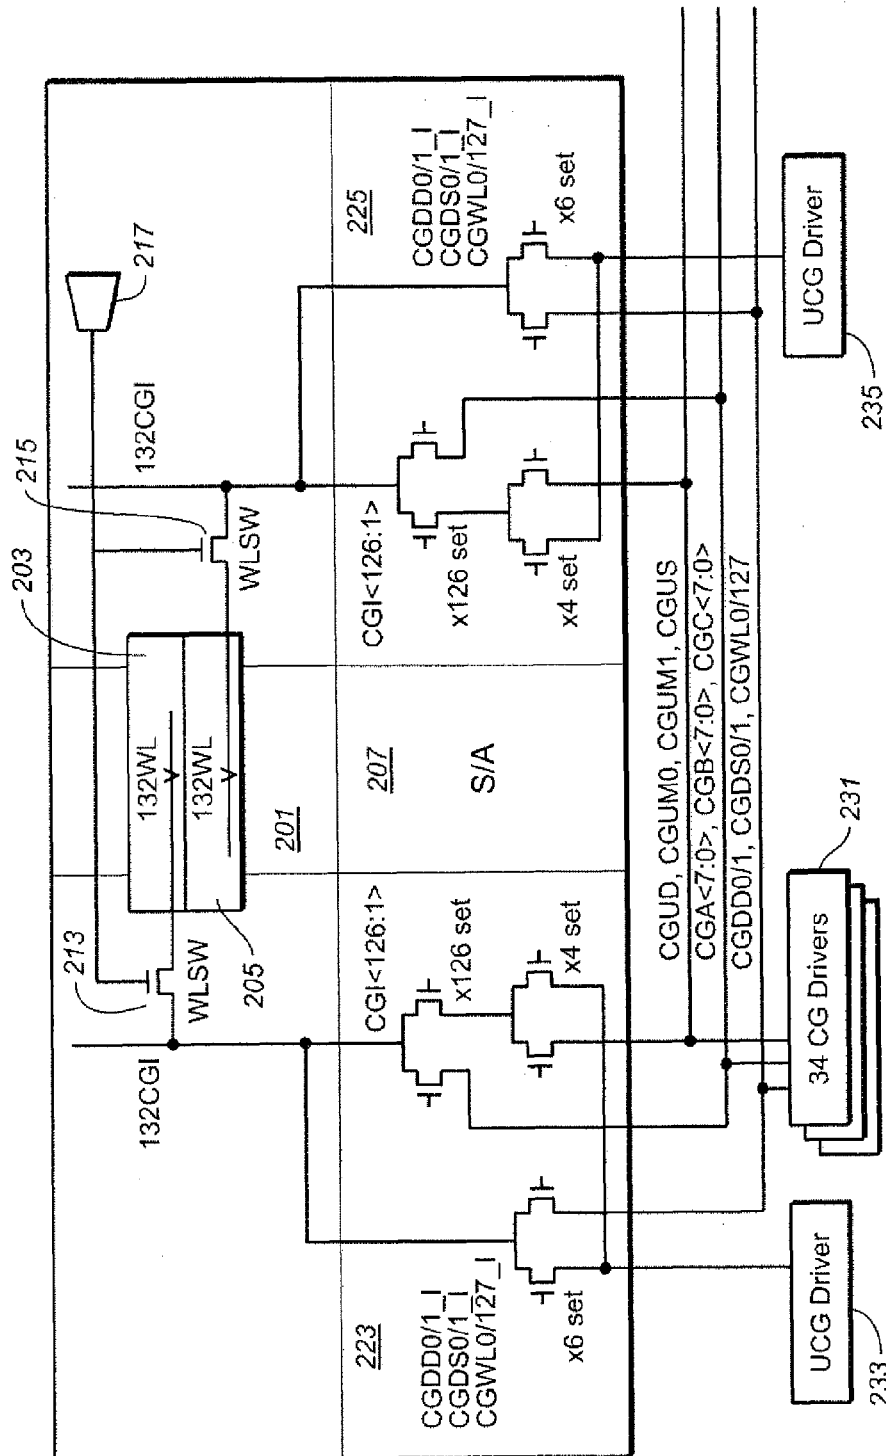 132CGI
213
WLSW
205
132WL
132WL
201
203
215
WLSW
132CGI
217
223
CGDD0/1_I
CGDS0/1_I
CGWL0/127_I
x6 set
CGI<126:1>
x126 set
x4 set
207
S/A
CGI<126:1>
x126 set
x4 set
225
CGDD0/1_I
CGDS0/1_I
CGWL0/127_I
x6 set
CGUD, CGUM0, CGUM1, CGUS
CGA<7:0>, CGB<7:0>, CGC<7:0>
CGDD0/1, CGDS0/1, CGWL0/127
UCG Driver
233
34 CG Drivers
231
UCG Driver
235